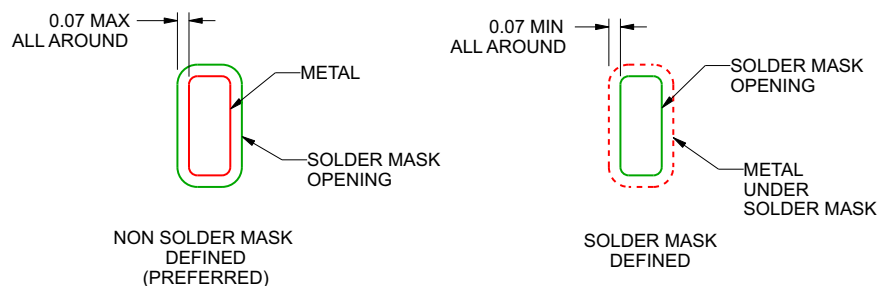 0.07 MAX
ALL AROUND
METAL
SOLDER MASK
OPENING
NON SOLDER MASK
DEFINED
(PREFERRED)
0.07 MIN
ALL AROUND
SOLDER MASK
OPENING
METAL
UNDER
SOLDER MASK
SOLDER MASK
DEFINED